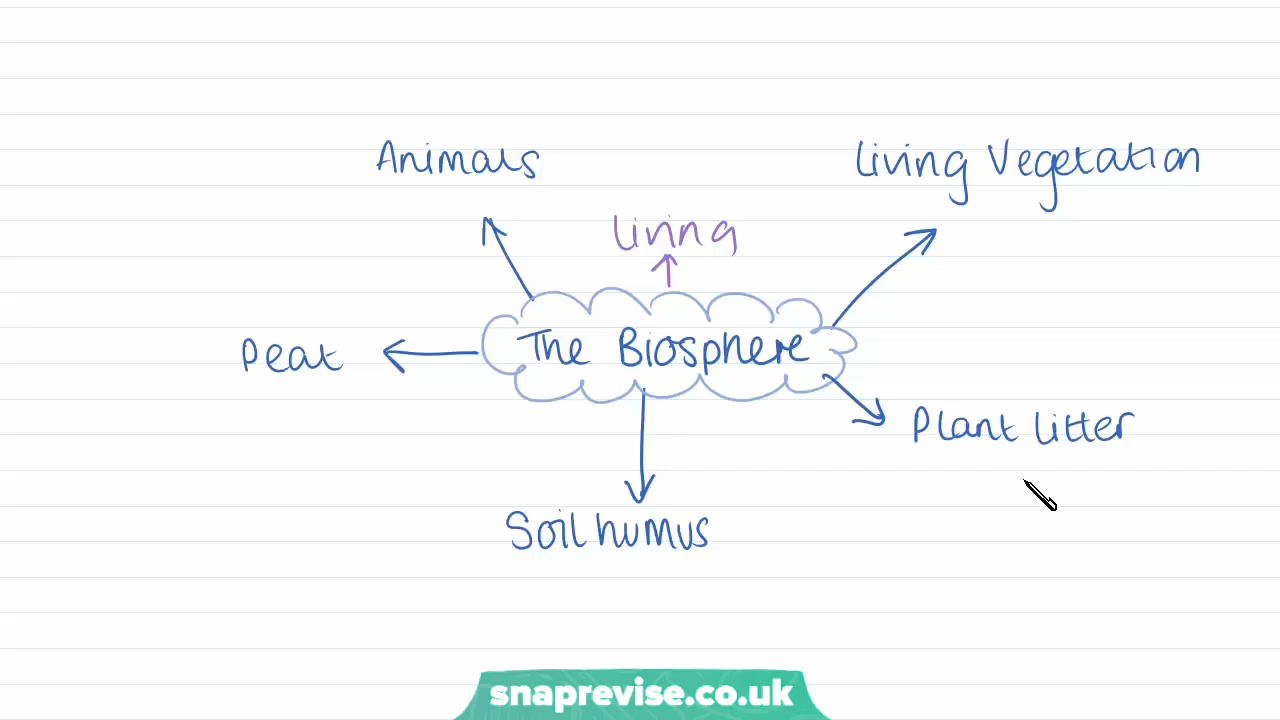 Animals
Living Vegetation
Living
The Biosphere
Peat
Plant litter
Soil humus
snaprevise.co.uk